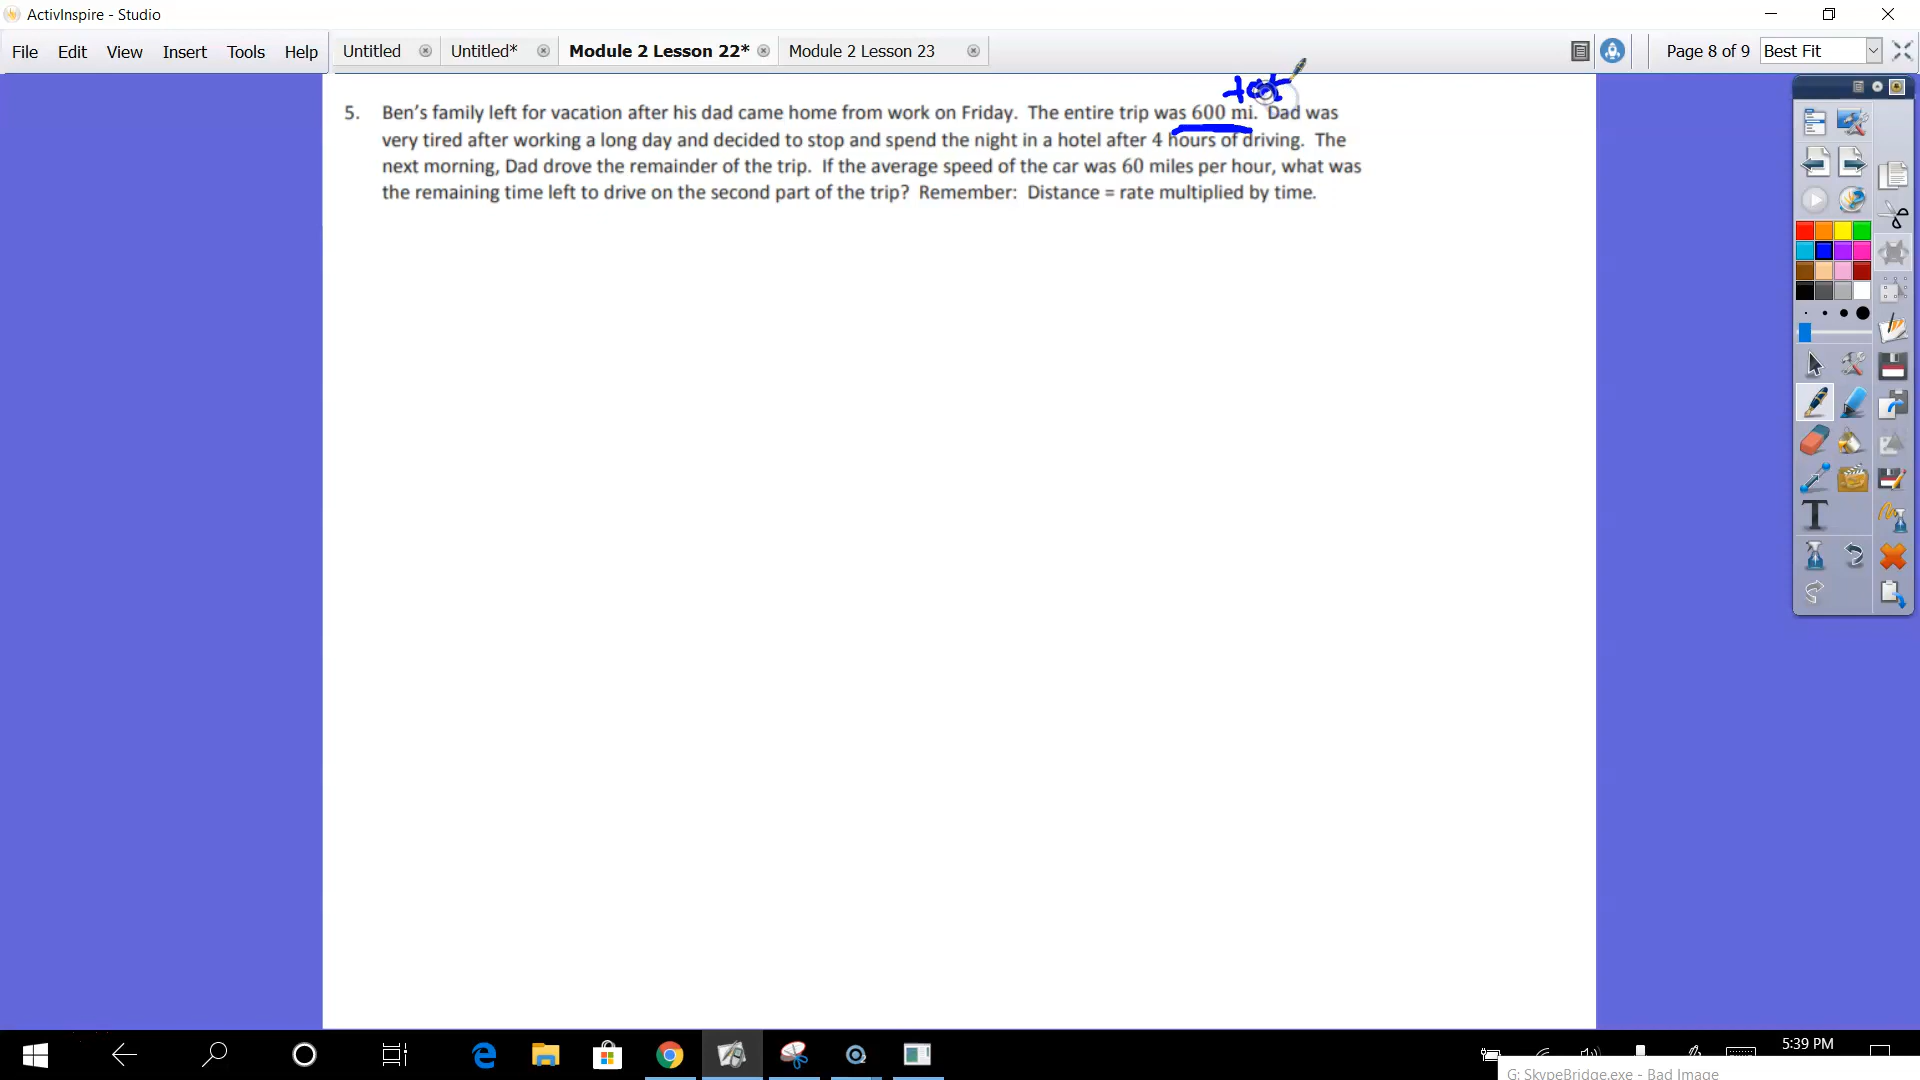 ActivInspire - Studio
File Edit View Insert Tools Help Untitled Untitled* Module 2 Lesson 22* Module 2 Lesson 23 Page 8 of 9 Best Fit
tot
5. Ben's family left for vacation after his dad came home from work on Friday. The entire trip was 600 mi. Dad was
very tired after working a long day and decided to stop and spend the night in a hotel after 4 hours of driving. The
next morning, Dad drove the remainder of the trip. If the average speed of the car was 60 miles per hour, what was
the remaining time left to drive on the second part of the trip? Remember: Distance = rate multiplied by time.
5:39 PM
G: SkypeBridge.exe - Bad Image